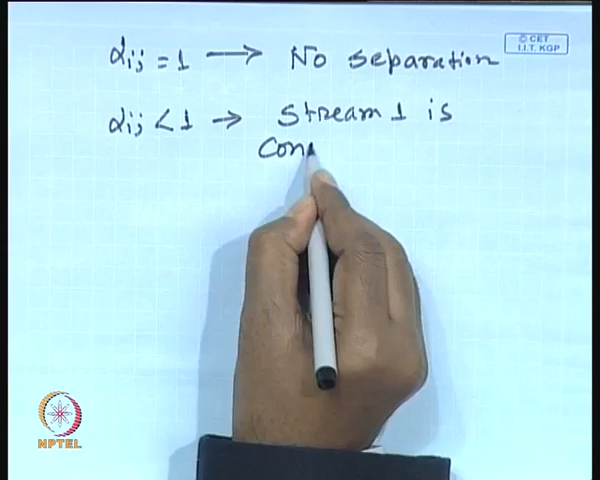 αij = 1 → No separation
© CET
I.I.T. KGP
αij < 1 → Stream 1 is
Con
NPTEL